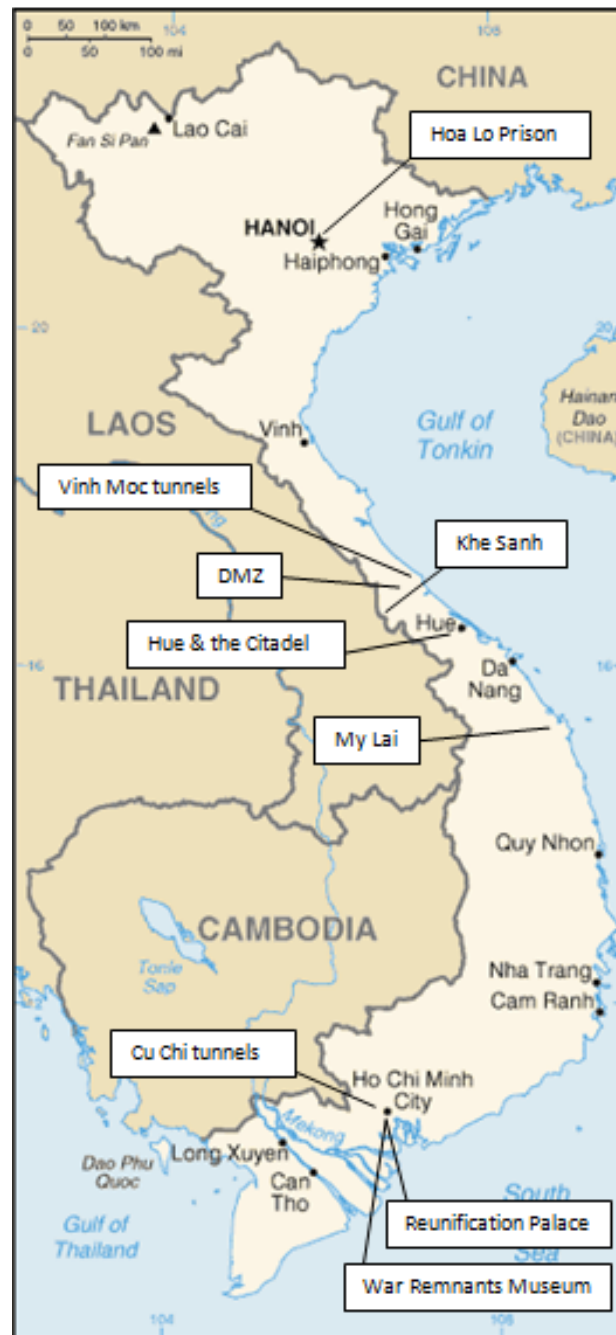 104
108
0 50 100 km
0 50 100 mi
CHINA
Lao Cai
Fan Si Pan
Hoa Lo Prison
HANOI
Hong
Gai
Haiphong
20
20
Hainan
Dao
(CHINA)
LAOS
Vinh
Gulf of
Tonkin
Vinh Moc tunnels
Khe Sanh
DMZ
Hue
Hue & the Citadel
16
Da
Nang
THAILAND
My Lai
Quy Nhon
CAMBODIA
Tonle
Sap
Nha Trang
12
Cam Ranh
Cu Chi tunnels
Ho Chi Minh
City
Mekong
Long Xuyen
Dao Phu
Quoc
Can
Tho
South
Reunification Palace
Gulf of
Thailand
Sea
War Remnants Museum
104
108